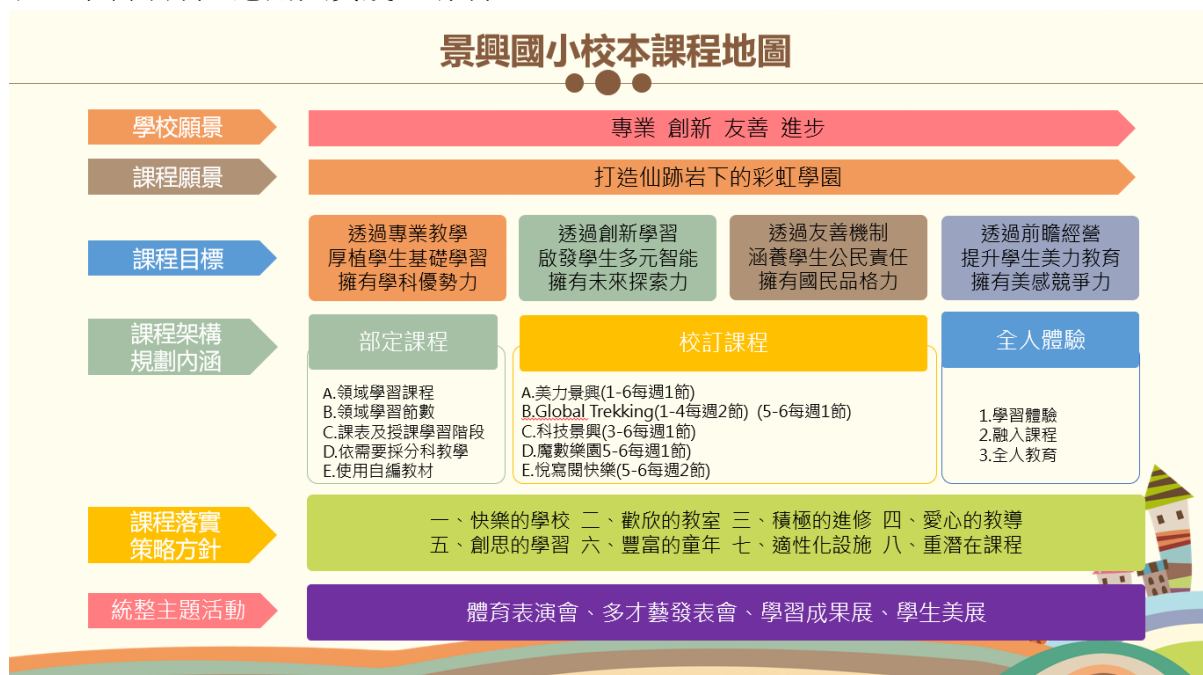 景興國小校本課程地圖
學校願景
專業 創新 友善 進步
課程願景
打造仙跡岩下的彩虹學園
課程目標
透過專業教學
厚植學生基礎學習
擁有學科優勢力
透過創新學習
啟發學生多元智能
擁有未來探索力
透過友善機制
涵養學生公民責任
擁有國民品格力
透過前瞻經營
提升學生美力教育
擁有美感競爭力
課程架構
規劃內涵
部定課程
A.領域學習課程
B.領域學習節數
C.課表及授課學習階段
D.依需要採分科教學
E.使用自編教材
校訂課程
A.美力景興(1-6每週1節)
B.Global Trekking(1-4每週2節) (5-6每週1節)
C.科技景興(3-6每週1節)
D.魔數樂園5-6每週1節)
E.悅寫閱快樂(5-6每週2節)
全人體驗
1.學習體驗
2.融入課程
3.全人教育
課程落實
策略方針
一、快樂的學校 二、歡欣的教室 三、積極的進修 四、愛心的教導
五、創思的學習 六、豐富的童年 七、適性化設施 八、重潛在課程
統整主題活動
體育表演會、多才藝發表會、學習成果展、學生美展